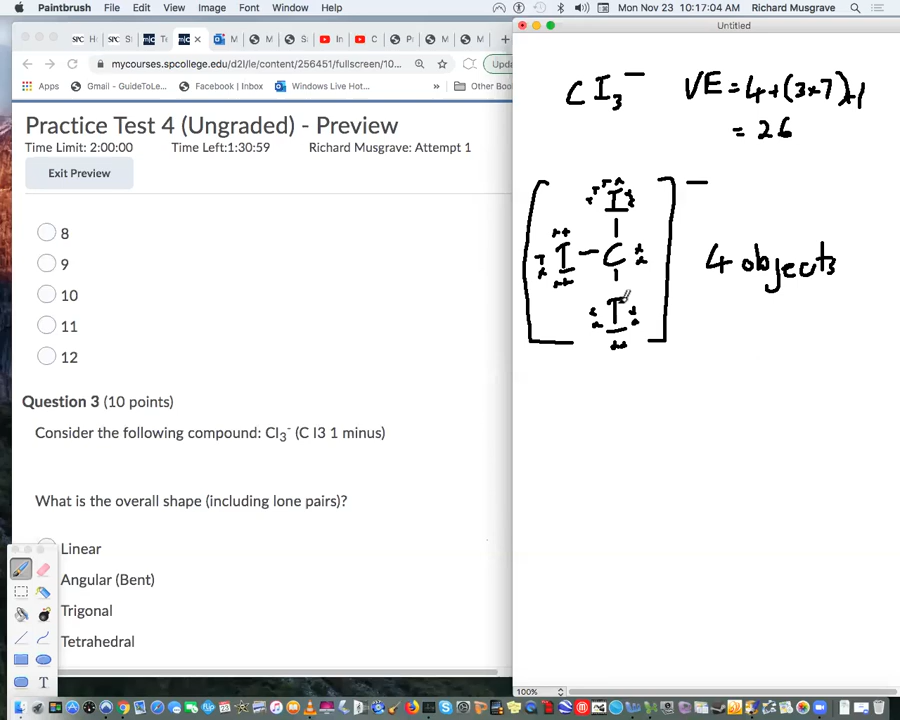 Paintbrush File Edit Image Font Window Help
Mon Nov 23 10:17:04 AM Richard Musgrave
mycourses.spcollege.edu/d2l/le/content/256451/fullscreen/10...
Upd
Apps Gmail - GuideToLe... Facebook | Inbox Windows Live Hot... » Other Boo
Untitled
Practice Test 4 (Ungraded) - Preview
Time Limit: 2:00:00 Time Left:1:30:59 Richard Musgrave: Attempt 1
Exit Preview
8
9
10
11
12
Question 3 (10 points)
Consider the following compound: CI₃⁻ (C I3 1 minus)
What is the overall shape (including lone pairs)?
Linear
Angular (Bent)
Trigonal
Tetrahedral
T
CI₃⁻ VE = 4+(3×7)+1
= 26
I
I – C
I
–
4 objects
100%